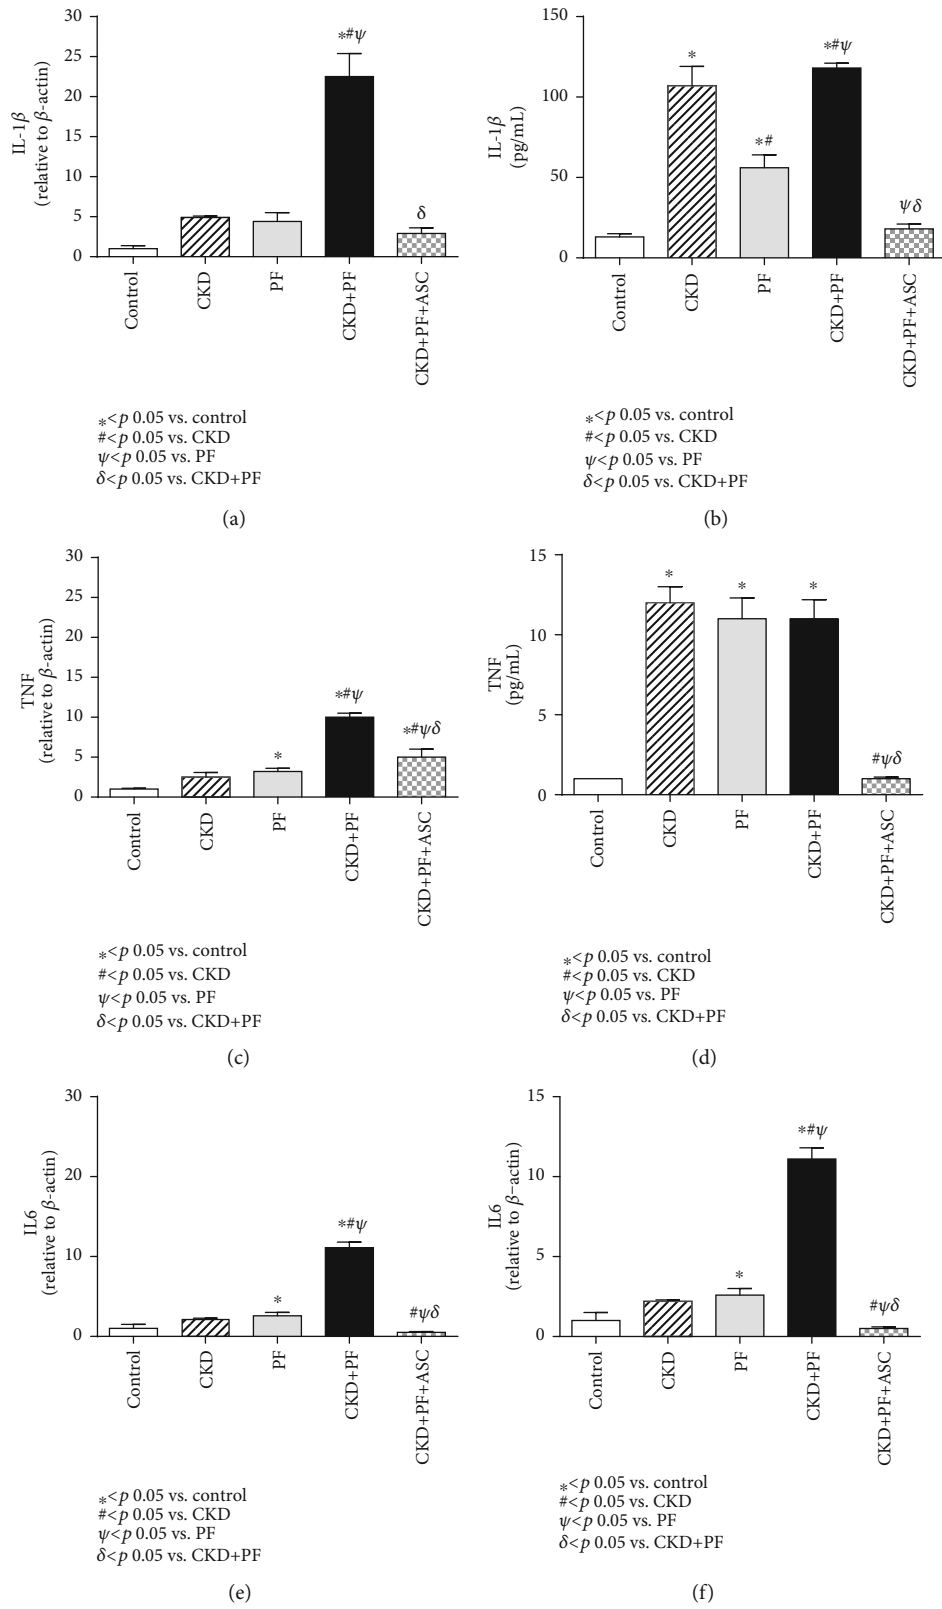 IL-1β
(relative to β-actin)
30
25
20
15
10
5
0
*#ψ
δ
Control
CKD
PF
CKD+PF
CKD+PF+ASC
*<p 0.05 vs. control
#<p 0.05 vs. CKD
ψ<p 0.05 vs. PF
δ<p 0.05 vs. CKD+PF
(a)
IL-1β
(pg/mL)
150
100
50
0
*
*#
*#ψ
ψδ
Control
CKD
PF
CKD+PF
CKD+PF+ASC
*<p 0.05 vs. control
#<p 0.05 vs. CKD
ψ<p 0.05 vs. PF
δ<p 0.05 vs. CKD+PF
(b)
TNF
(relative to β-actin)
30
25
20
15
10
5
0
*
*#ψ
*#ψδ
Control
CKD
PF
CKD+PF
CKD+PF+ASC
*<p 0.05 vs. control
#<p 0.05 vs. CKD
ψ<p 0.05 vs. PF
δ<p 0.05 vs. CKD+PF
(c)
TNF
(pg/mL)
15
10
5
0
*
*
*
#ψδ
Control
CKD
PF
CKD+PF
CKD+PF+ASC
*<p 0.05 vs. control
#<p 0.05 vs. CKD
ψ<p 0.05 vs. PF
δ<p 0.05 vs. CKD+PF
(d)
IL6
(relative to β-actin)
30
20
10
0
*
*#ψ
#ψδ
Control
CKD
PF
CKD+PF
CKD+PF+ASC
*<p 0.05 vs. control
#<p 0.05 vs. CKD
ψ<p 0.05 vs. PF
δ<p 0.05 vs. CKD+PF
(e)
IL6
(relative to β−actin)
15
10
5
0
*
*#ψ
#ψδ
Control
CKD
PF
CKD+PF
CKD+PF+ASC
*<p 0.05 vs. control
#<p 0.05 vs. CKD
ψ<p 0.05 vs. PF
δ<p 0.05 vs. CKD+PF
(f)